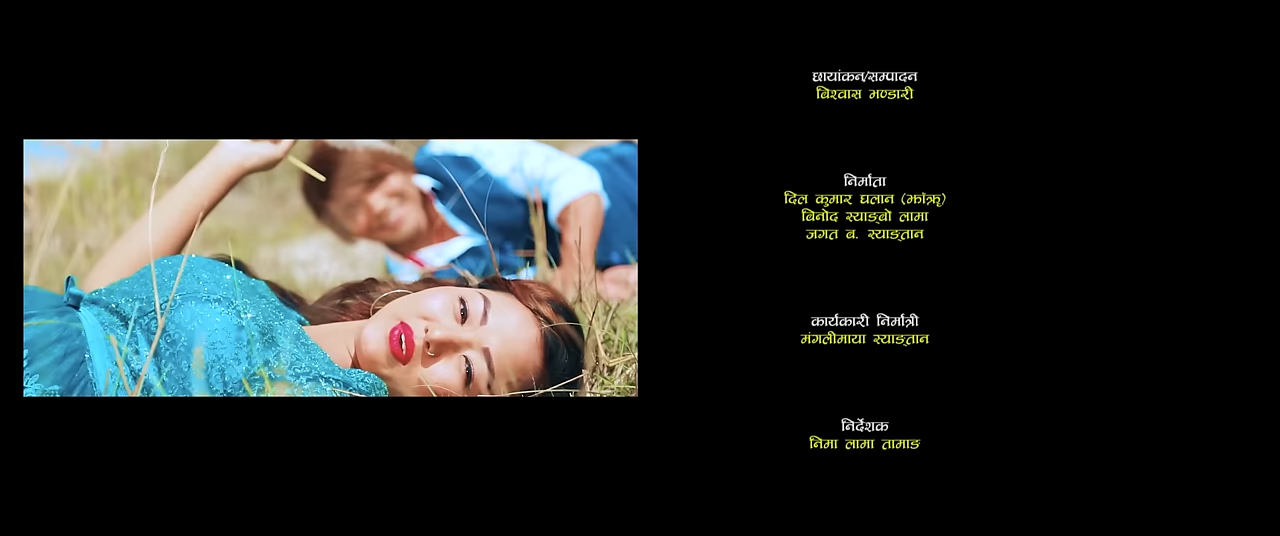 छायांकन/सम्पादन
बिश्वास भण्डारी
निर्माता
दिल कुमार घलान (झाँक्री)
बिनोद स्याङ्बो लामा
जगत ब. स्याङ्तान
कार्यकारी निर्मात्री
मंगलीमाया स्याङ्तान
निर्देशक
निमा लामा तामाङ